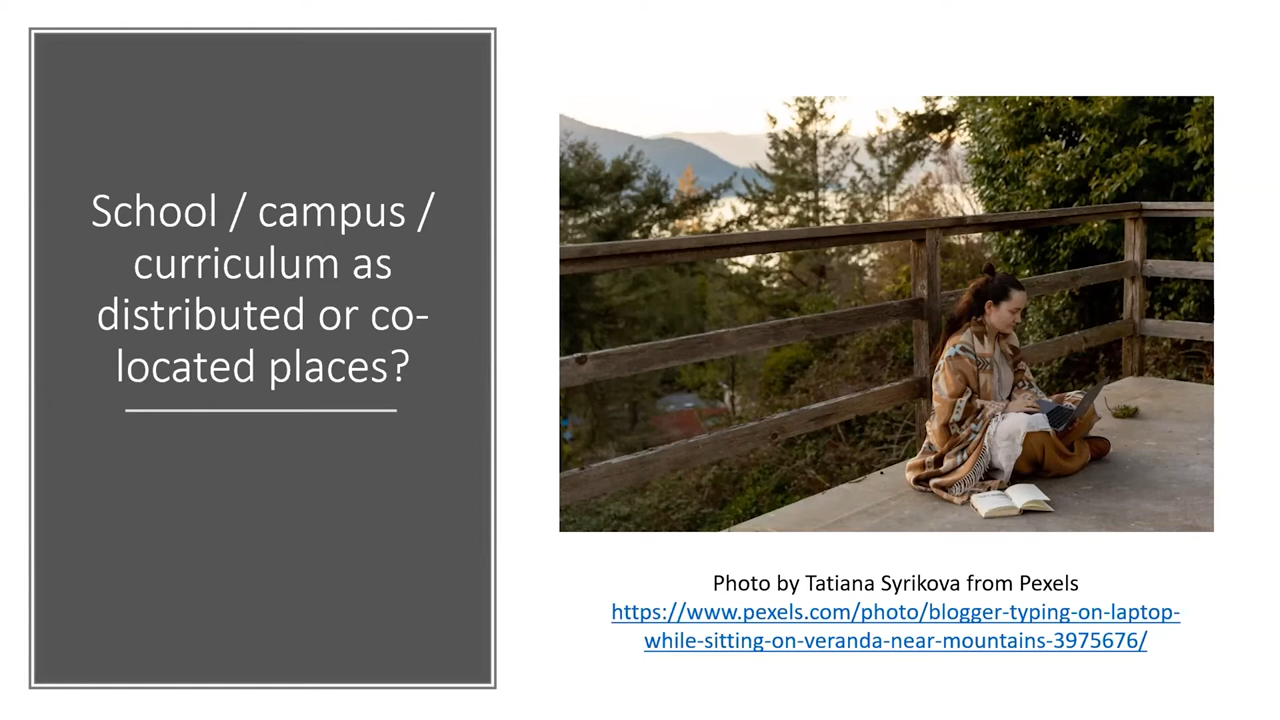 School / campus /
curriculum as
distributed or co-
located places?
Photo by Tatiana Syrikova from Pexels
https://www.pexels.com/photo/blogger-typing-on-laptop-
while-sitting-on-veranda-near-mountains-3975676/